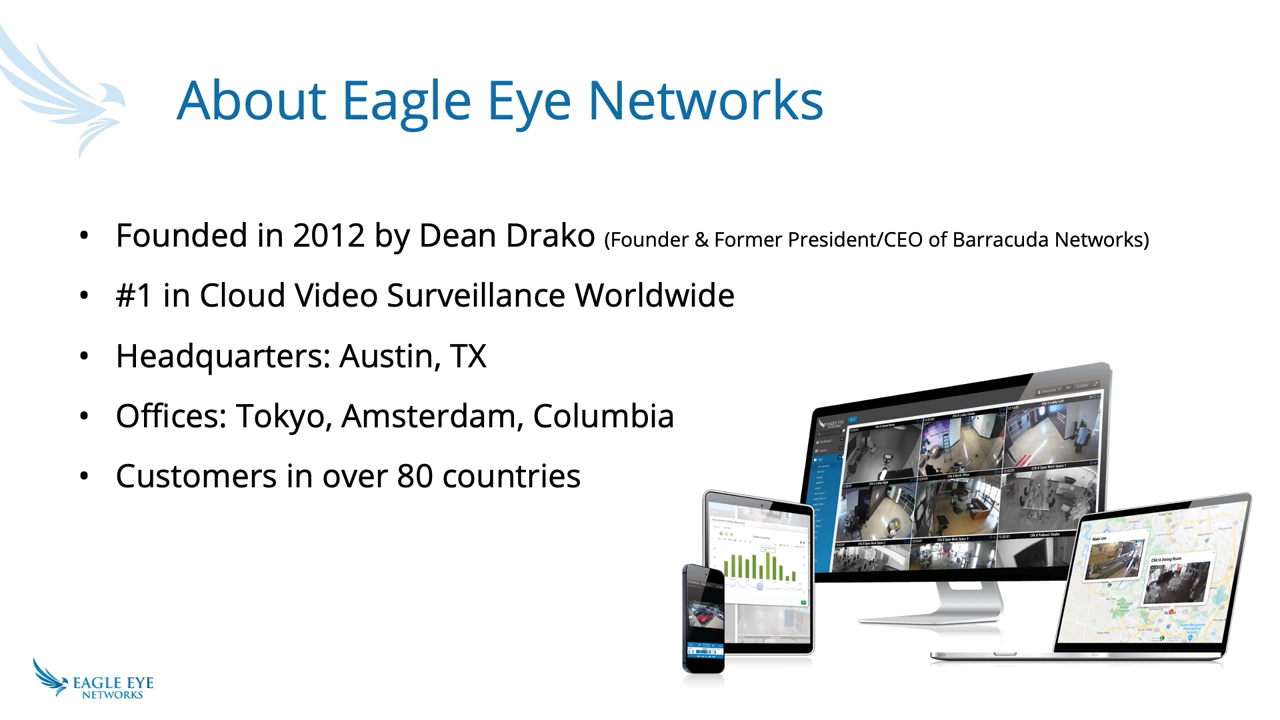 About Eagle Eye Networks
• Founded in 2012 by Dean Drako (Founder & Former President/CEO of Barracuda Networks)
• #1 in Cloud Video Surveillance Worldwide
• Headquarters: Austin, TX
• Offices: Tokyo, Amsterdam, Columbia
• Customers in over 80 countries
EAGLE EYE
NETWORKS